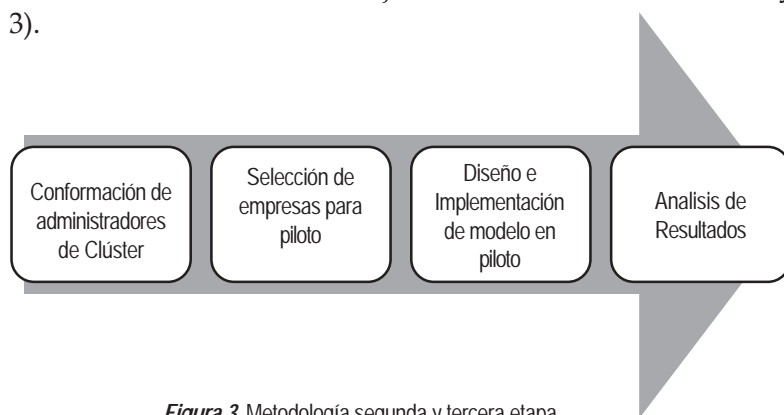 3).
Conformación de
administradores
de Clúster
Selección de
empresas para
piloto
Diseño e
Implementación
de modelo en
piloto
Analisis de
Resultados
Figura 3. Metodología segunda y tercera etapa